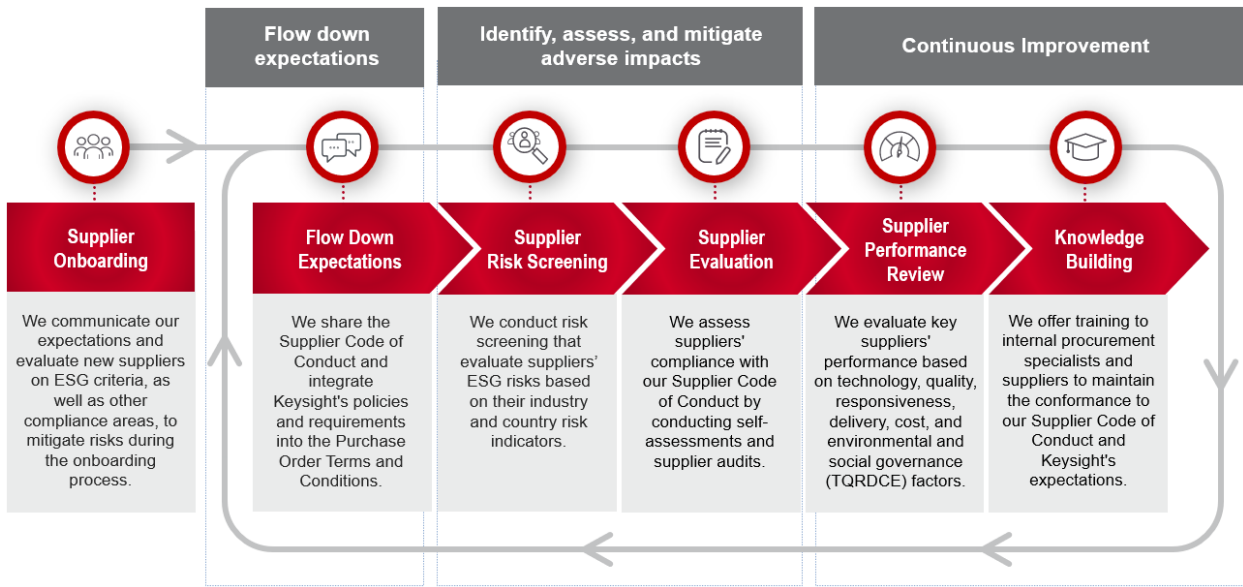 Flow down
expectations
Identify, assess, and mitigate
adverse impacts
Continuous Improvement
Supplier
Onboarding
We communicate our
expectations and
evaluate new suppliers
on ESG criteria, as
well as other
compliance areas, to
mitigate risks during
the onboarding
process.
Flow Down
Expectations
We share the
Supplier Code of
Conduct and
integrate
Keysight's policies
and requirements
into the Purchase
Order Terms and
Conditions.
Supplier
Risk Screening
We conduct risk
screening that
evaluate suppliers’
ESG risks based
on their industry
and country risk
indicators.
Supplier
Evaluation
We assess
suppliers'
compliance with
our Supplier Code
of Conduct by
conducting self-
assessments and
supplier audits.
Supplier
Performance
Review
We evaluate key
suppliers'
performance based
on technology, quality,
responsiveness,
delivery, cost, and
environmental and
social governance
(TQRDCE) factors.
Knowledge
Building
We offer training to
internal procurement
specialists and
suppliers to maintain
the conformance to
our Supplier Code of
Conduct and
Keysight's
expectations.